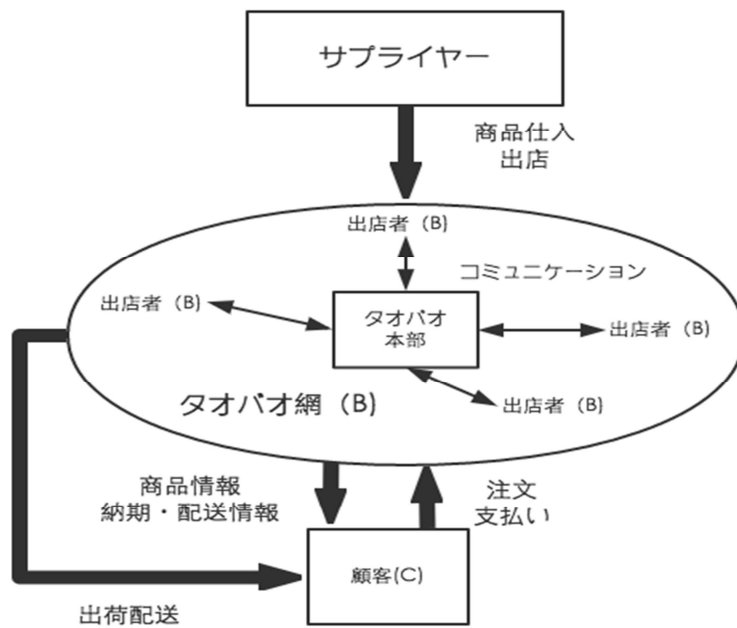 サプライヤー
商品仕入
出店
出店者（B）
コミュニケーション
出店者（B）
タオバオ
本部
出店者（B）
タオバオ網（B）
出店者（B）
商品情報
納期・配送情報
注文
支払い
顧客(C)
出荷配送